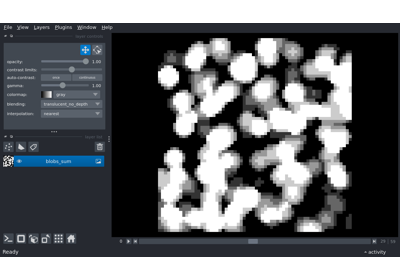 File View Layers Plugins Window Help
layer controls
opacity: 1.00
contrast limits:
auto-contrast: once continuous
gamma: 1.00
colormap: gray
blending: translucent_no_depth
interpolation: nearest
layer list
blobs_sum
Ready
activity